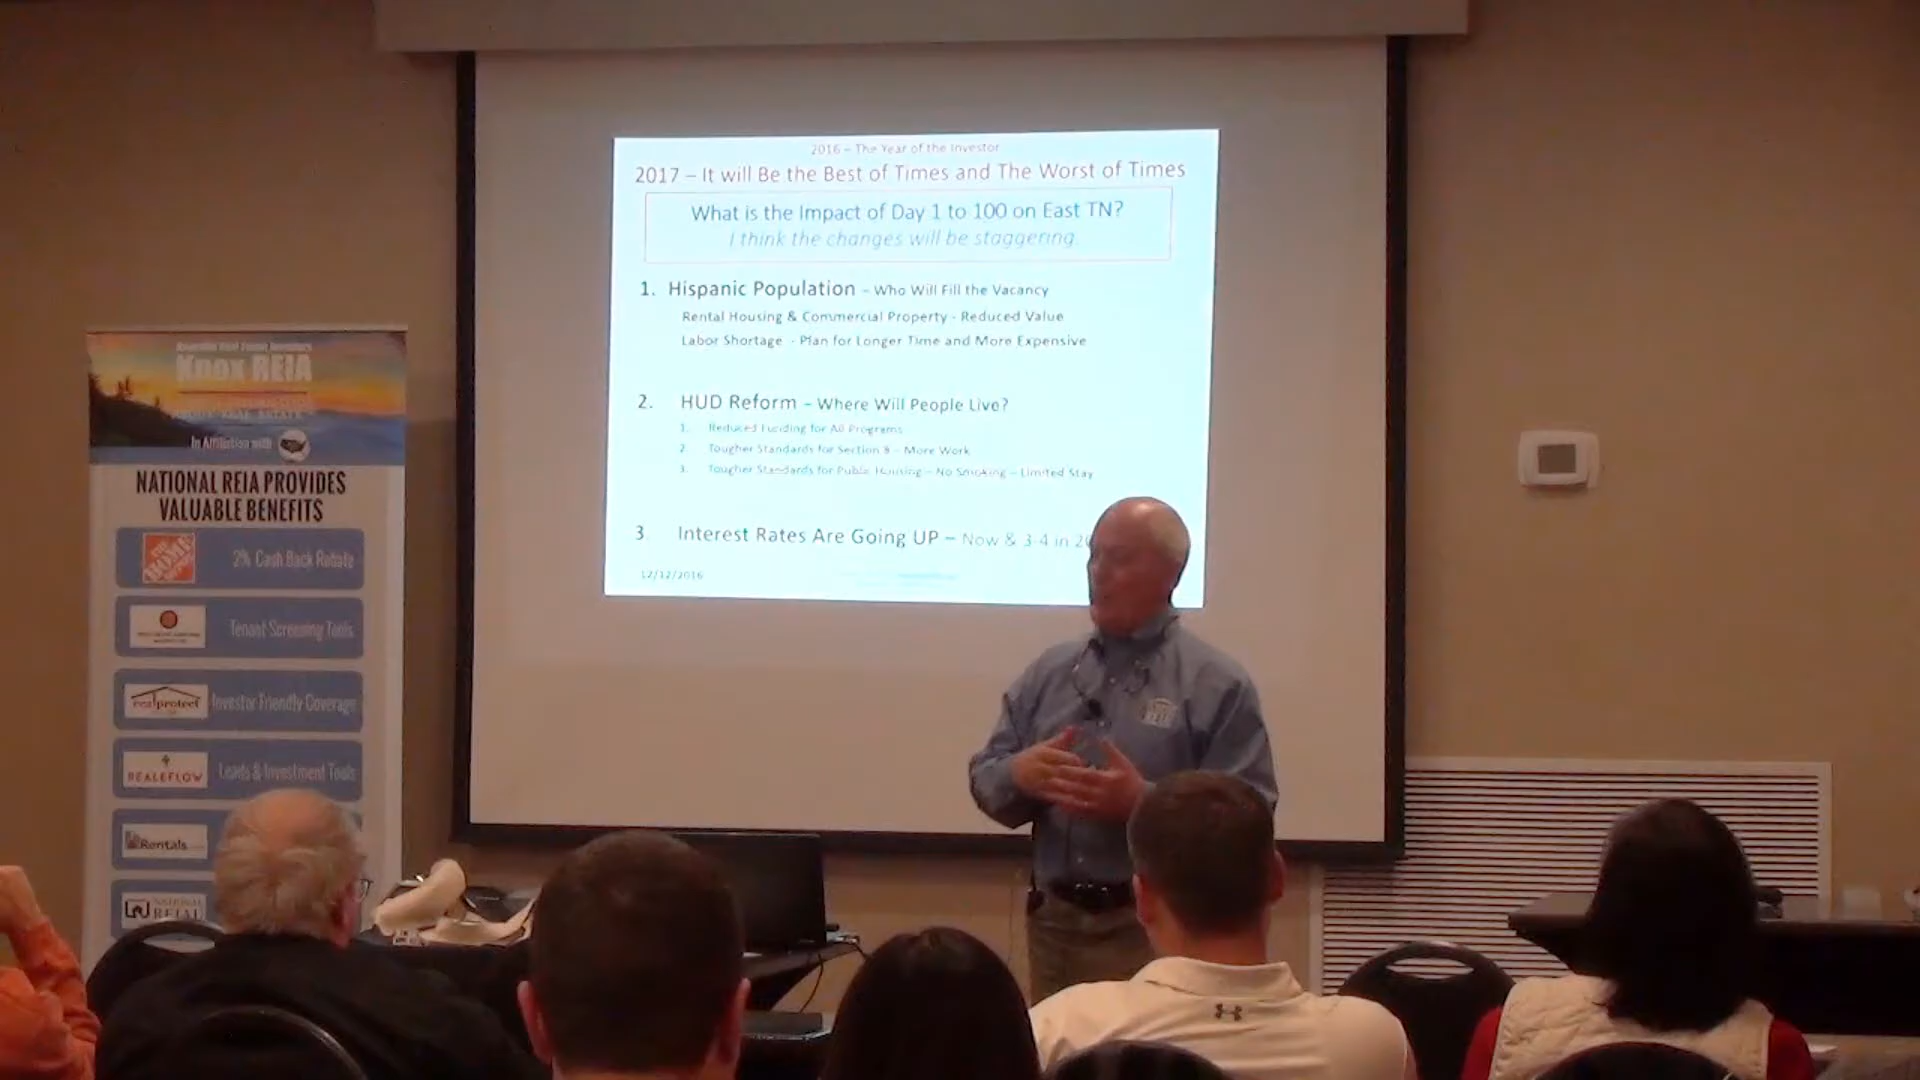 2016 – The Year of the Investor
2017 – It will Be the Best of Times and The Worst of Times
What is the Impact of Day 1 to 100 on East TN?
I think the changes will be staggering.
1. Hispanic Population – Who Will Fill the Vacancy
Rental Housing & Commercial Property - Reduced Value
Labor Shortage - Plan for Longer Time and More Expensive
2. HUD Reform – Where Will People Live?
1. Reduced Funding for All Programs
2. Tougher Standards for Section 8 – More Work
3. Tougher Standards for Public Housing – No Smoking – Limited Stay
3. Interest Rates Are Going UP – Now & 3-4 in 20
12/12/2016
Knox REIA
In Affiliation with
NATIONAL REIA PROVIDES
VALUABLE BENEFITS
THE HOME
2% Cash Back Rebate
Tenant Screening Tools
realprotect
Investor Friendly Coverage
REALEFLOW
Leads & Investment Tools
Rentals
NATIONAL
REIA